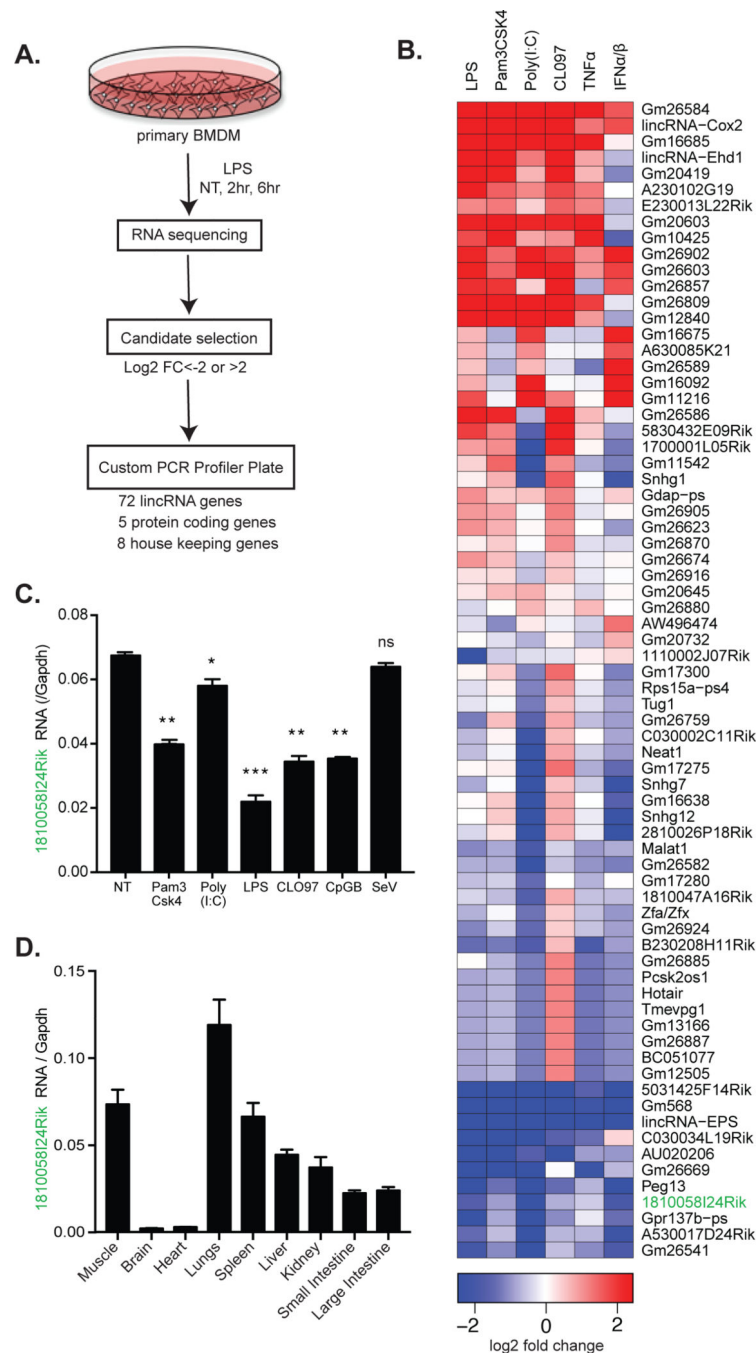 A.
primary BMDM
LPS
NT, 2hr, 6hr
RNA sequencing
Candidate selection
Log2 FC<-2 or >2
Custom PCR Profiler Plate
72 lincRNA genes
5 protein coding genes
8 house keeping genes
B.
LPS
Pam3CSK4
Poly(I:C)
CL097
TNFα
IFNα/β
Gm26584
lincRNA-Cox2
Gm16685
lincRNA-Ehd1
Gm20419
A230102G19
E230013L22Rik
Gm20603
Gm10425
Gm26902
Gm26603
Gm26857
Gm26809
Gm12840
Gm16675
A630085K21
Gm26589
Gm16092
Gm11216
Gm26586
5830432E09Rik
1700001L05Rik
Gm11542
Snhg1
Gdap-ps
Gm26905
Gm26623
Gm26870
Gm26674
Gm26916
Gm20645
Gm26880
AW496474
Gm20732
1110002J07Rik
Gm17300
Rps15a-ps4
Tug1
Gm26759
C030002C11Rik
Neat1
Gm17275
Snhg7
Gm16638
Snhg12
2810026P18Rik
Malat1
Gm26582
Gm17280
1810047A16Rik
Zfa/Zfx
Gm26924
B230208H11Rik
Gm26885
Pcsk2os1
Hotair
Tmevpg1
Gm13166
Gm26887
BC051077
Gm12505
5031425F14Rik
Gm568
lincRNA-EPS
C030034L19Rik
AU020206
Gm26669
Peg13
1810058I24Rik
Gpr137b-ps
A530017D24Rik
Gm26541
-2 0 2
log2 fold change
C.
1810058I24Rik RNA (/Gapdh)
0.08
0.06
0.04
0.02
0.00
**
*
***
**
**
ns
NT
Pam3 Csk4
Poly (I:C)
LPS
CLO97
CpGB
SeV
D.
1810058I24Rik RNA / Gapdh
0.15
0.10
0.05
0.00
Muscle
Brain
Heart
Lungs
Spleen
Liver
Kidney
Small Intestine
Large Intestine